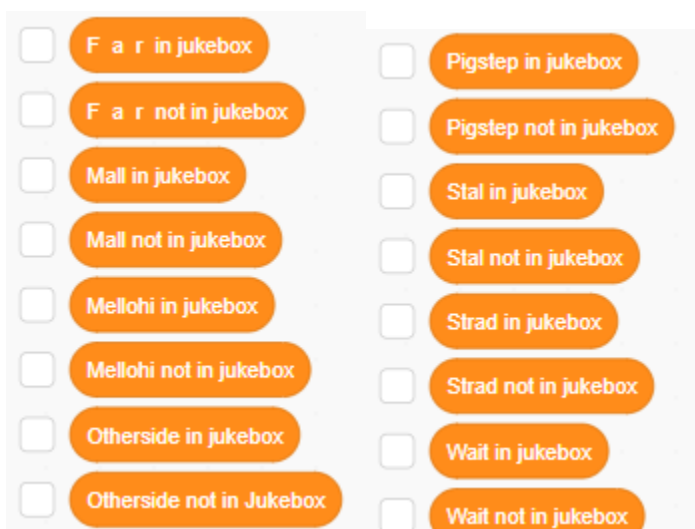 F a r in jukebox
F a r not in jukebox
Mall in jukebox
Mall not in jukebox
Mellohi in jukebox
Mellohi not in jukebox
Otherside in jukebox
Otherside not in Jukebox
Pigstep in jukebox
Pigstep not in jukebox
Stal in jukebox
Stal not in jukebox
Strad in jukebox
Strad not in jukebox
Wait in jukebox
Wait not in jukebox